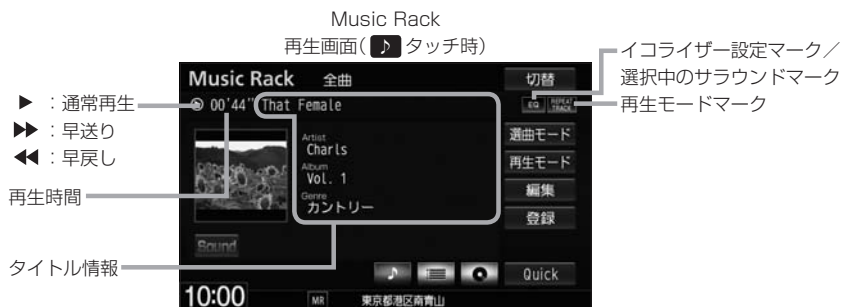 Music Rack
再生画面(♪タッチ時)
イコライザー設定マーク／
選択中のサラウンドマーク
再生モードマーク
▶ ：通常再生
▶▶ ：早送り
◀◀ ：早戻し
再生時間
タイトル情報
Music Rack 全曲 切替
00'44" That Female EQ REPEAT TRACK
Artist
Charls
Album
Vol. 1
Genre
カントリー
選曲モード
再生モード
編集
登録
Sound
♪ Quick
10:00 MR 東京都港区南青山